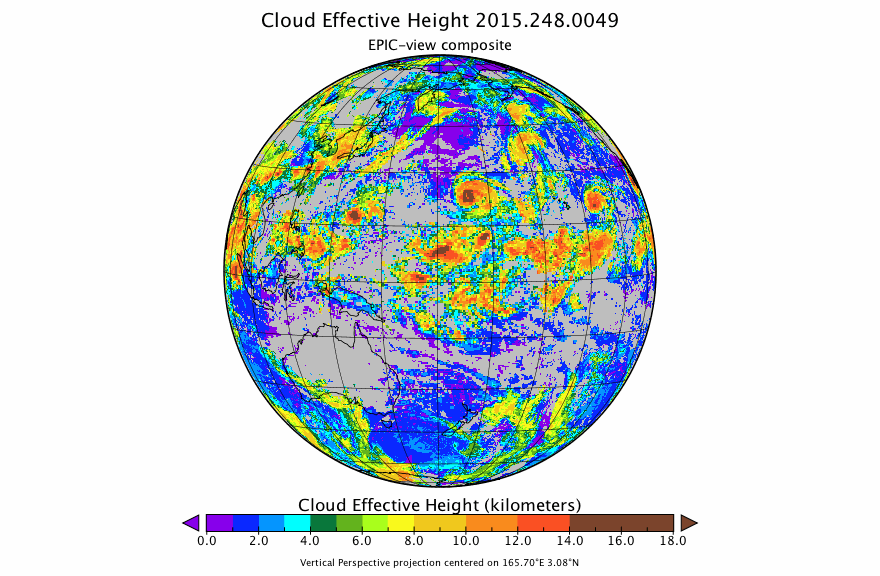 Cloud Effective Height 2015.248.0049
EPIC−view composite
Cloud Effective Height (kilometers)
0.0 2.0 4.0 6.0 8.0 10.0 12.0 14.0 16.0 18.0
Vertical Perspective projection centered on 165.70°E 3.08°N